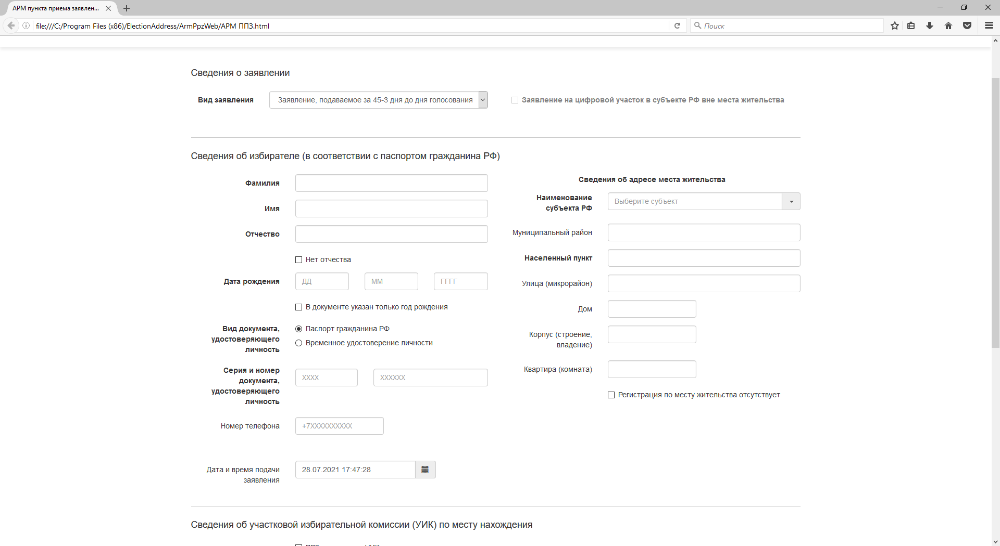 АРМ пункта приема заявлен...
file:///C:/Program Files (x86)/ElectionAddress/ArmPpzWeb/АРМ ППЗ.html
Поиск
Сведения о заявлении
Вид заявления
Заявление, подаваемое за 45-3 дня до дня голосования
Заявление на цифровой участок в субъекте РФ вне места жительства
Сведения об избирателе (в соответствии с паспортом гражданина РФ)
Фамилия
Имя
Отчество
Нет отчества
Дата рождения
ДД
ММ
ГГГГ
В документе указан только год рождения
Вид документа,
удостоверяющего
личность
Паспорт гражданина РФ
Временное удостоверение личности
Серия и номер
документа,
удостоверяющего
личность
XXXX
XXXXXX
Номер телефона
+7XXXXXXXXXX
Дата и время подачи
заявления
28.07.2021 17:47:28
Сведения об адресе места жительства
Наименование
субъекта РФ
Выберите субъект
Муниципальный район
Населенный пункт
Улица (микрорайон)
Дом
Корпус (строение,
владение)
Квартира (комната)
Регистрация по месту жительства отсутствует
Сведения об участковой избирательной комиссии (УИК) по месту нахождения